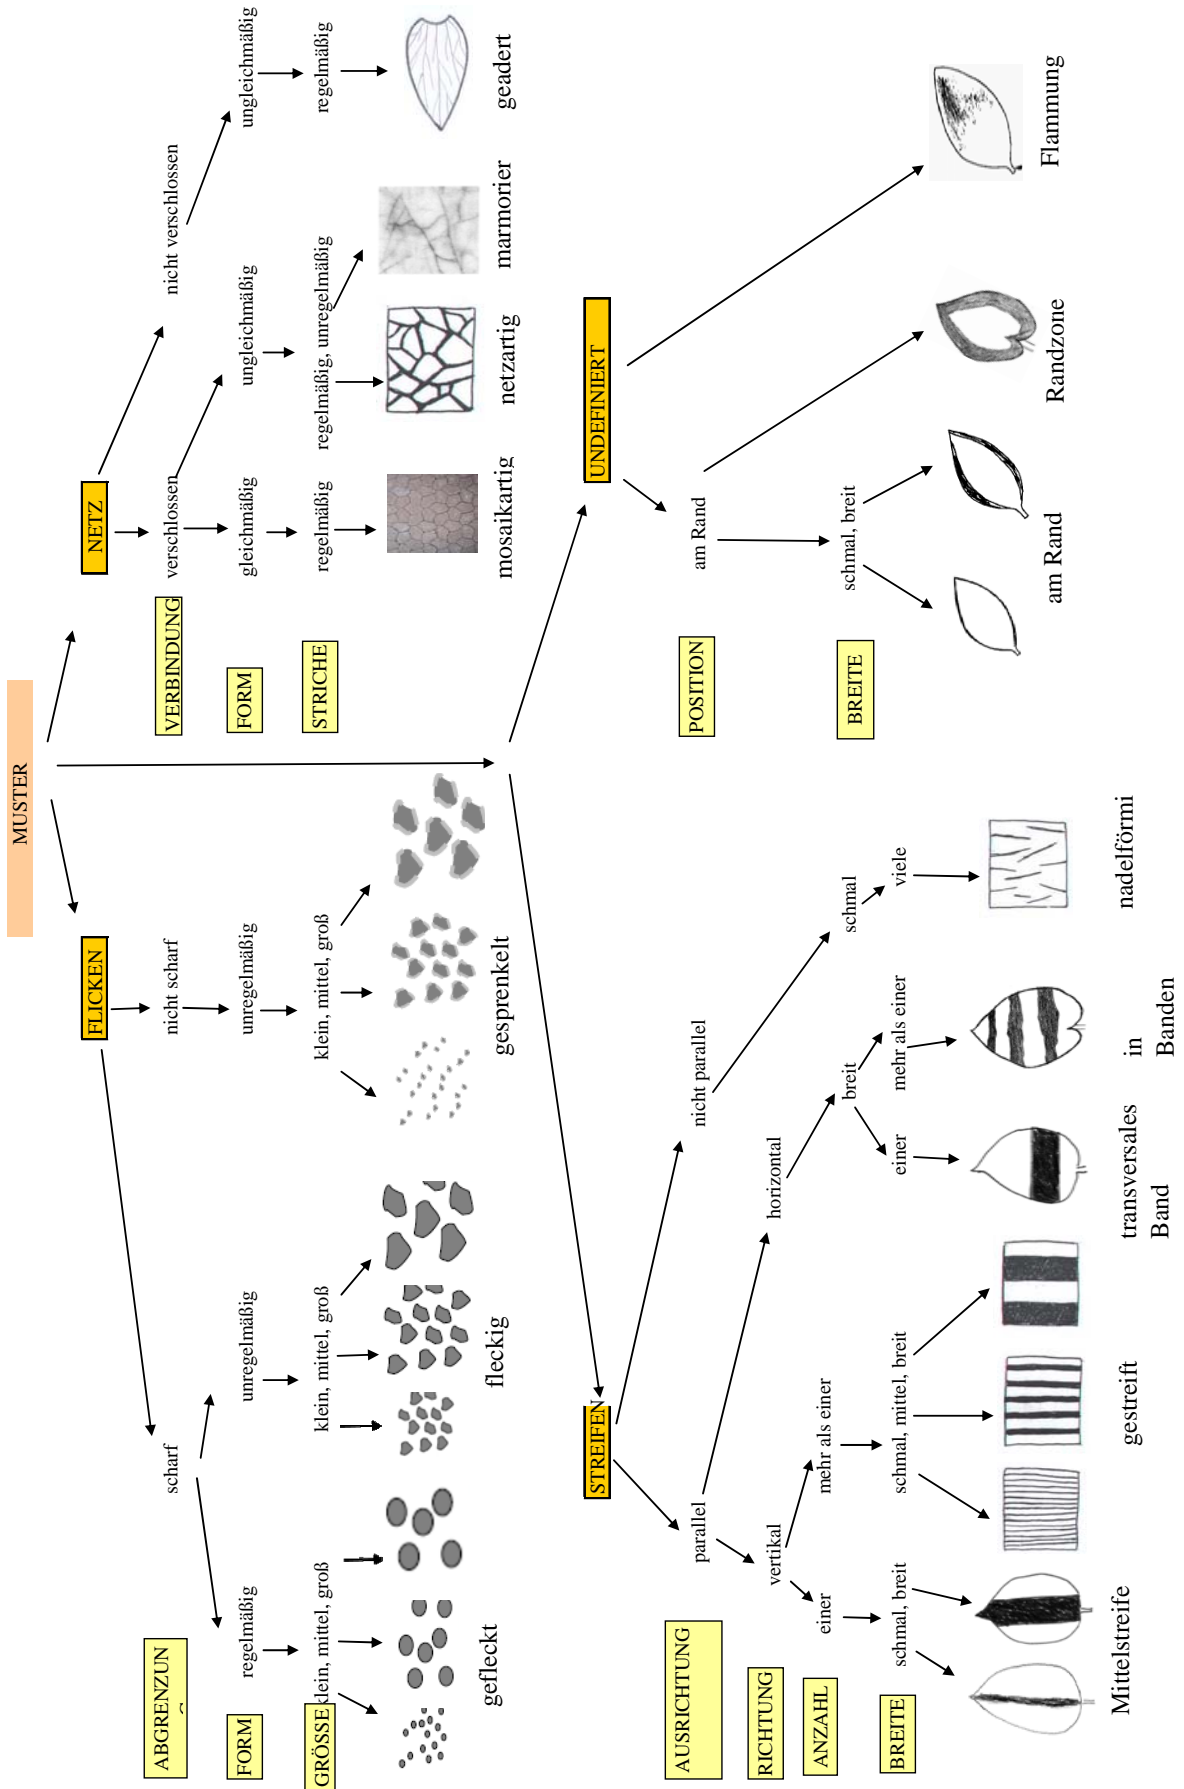 MUSTER
FLICKEN
NETZ
ABGRENZUN
scharf
nicht scharf
VERBINDUNG
verschlossen
nicht verschlossen
FORM
regelmäßig
unregelmäßig
unregelmäßig
FORM
gleichmäßig
ungleichmäßig
ungleichmäßig
GRÖSSE
klein, mittel, groß
klein, mittel, groß
klein, mittel, groß
STRICHE
regelmäßig
regelmäßig, unregelmäßig
regelmäßig
gefleckt
fleckig
gesprenkelt
mosaikartig
netzartig
marmorier
geadert
STREIFEN
UNDEFINIERT
AUSRICHTUNG
parallel
nicht parallel
POSITION
am Rand
RICHTUNG
vertikal
horizontal
ANZAHL
einer
mehr als einer
breit
schmal
BREITE
schmal, breit
BREITE
schmal, breit
schmal, mittel, breit
einer
mehr als einer
viele
Mittelstreife
gestreift
transversales
Band
in
Banden
nadelförmi
am Rand
Randzone
Flammung